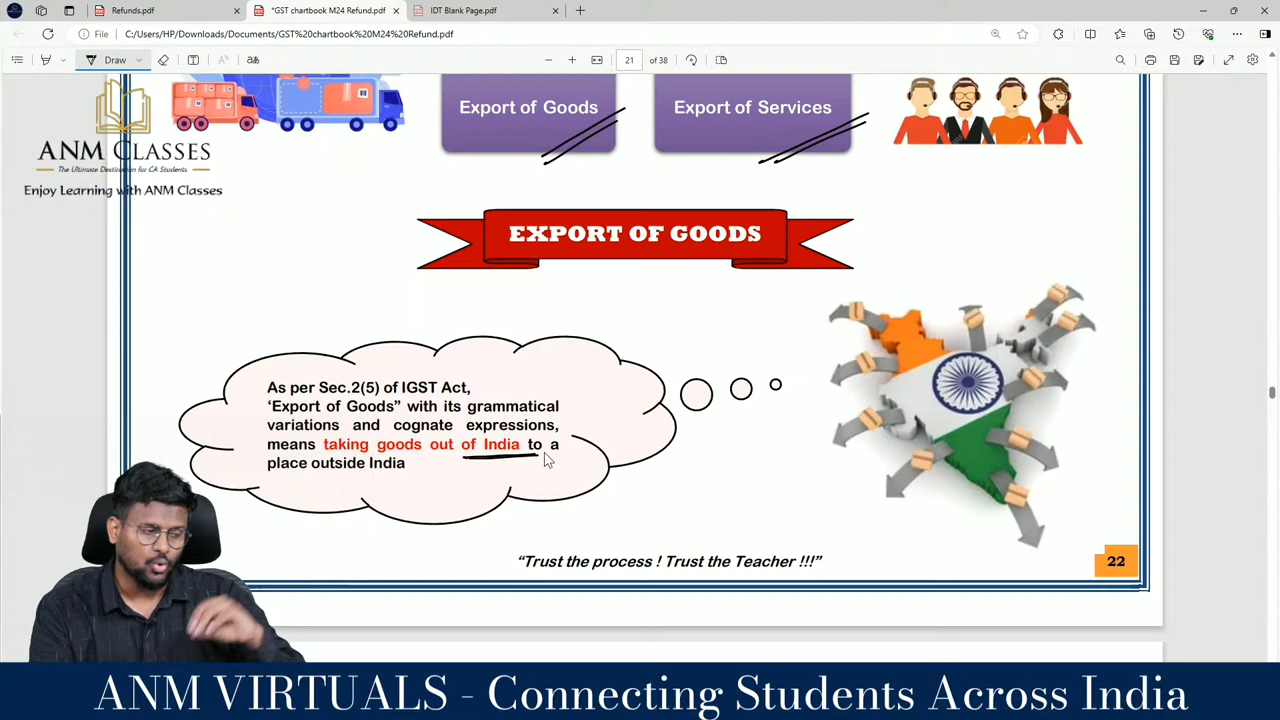 Refunds.pdf
*GST chartbook M24 Refund.pdf
IDT Blank Page.pdf
File
C:/Users/HP/Downloads/Documents/GST%20chartbook%20M24%20Refund.pdf
Draw
21 of 38
Export of Goods
Export of Services
ANM CLASSES
The Ultimate Destination for CA Students
Enjoy Learning with ANM Classes
EXPORT OF GOODS
As per Sec.2(5) of IGST Act,
‘Export of Goods” with its grammatical
variations and cognate expressions,
means taking goods out of India to a
place outside India
“Trust the process ! Trust the Teacher !!!”
22
ANM VIRTUALS - Connecting Students Across India